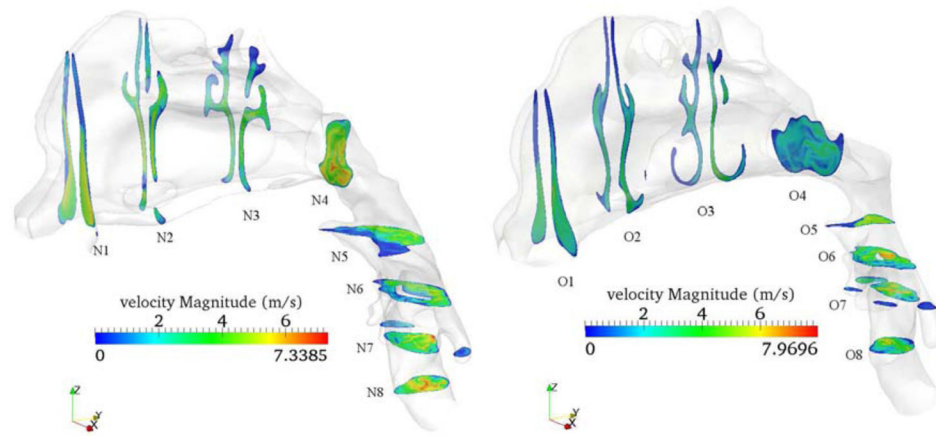 N1
N2
N3
N4
N5
N6
N7
N8
velocity Magnitude (m/s)
2 4 6
0 7.3385
Z
Y
X
O1
O2
O3
O4
O5
O6
O7
O8
velocity Magnitude (m/s)
2 4 6
0 7.9696
Z
Y
X